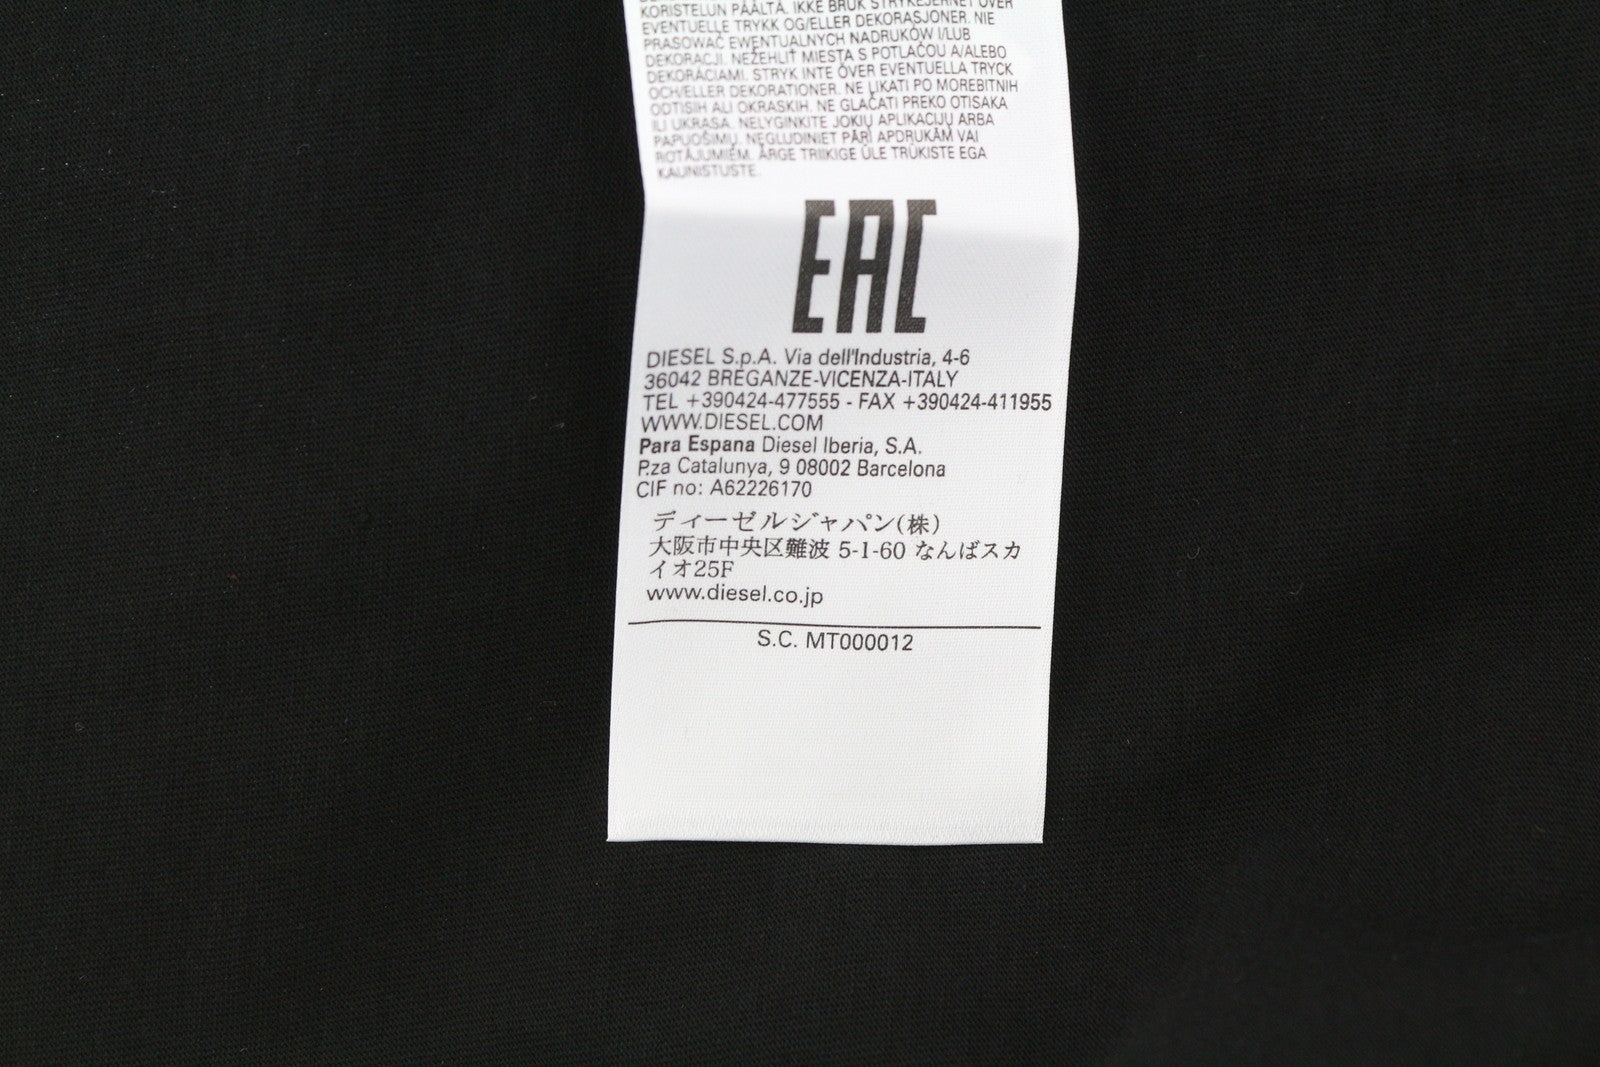 KORISTELUN PÄÄLTÄ. IKKE BRUK STRYKEJERNET OVER
EVENTUELLE TRYKK OG/ELLER DEKORASJONER. NIE
PRASOWAĆ EWENTUALNYCH NADRUKÓW I/LUB
DEKORACJI. NEŽEHLIŤ MIESTA S POTLAČOU A/ALEBO
DEKORÁCIAMI. STRYK INTE ÖVER EVENTUELLA TRYCK
OCH/ELLER DEKORATIONER. NE LIKATI PO MOREBITNIH
ODTISIH ALI OKRASKIH. NE GLAČATI PREKO OTISAKA
ILI UKRASA. NELYGINKITE JOKIŲ APLIKACIJŲ ARBA
PAPUOŠIMŲ. NEGLUDINIET PĀRI APDRUKĀM VAI
ROTĀJUMIEM. ÄRGE TRIIKIGE ÜLE TRÜKISTE EGA
KAUNISTUSTE.
EAC
DIESEL S.p.A. Via dell'Industria, 4-6
36042 BREGANZE-VICENZA-ITALY
TEL +390424-477555 - FAX +390424-411955
WWW.DIESEL.COM
Para Espana Diesel Iberia, S.A.
P.za Catalunya, 9 08002 Barcelona
CIF no: A62226170
ディーゼルジャパン(株)
大阪市中央区難波 5-1-60 なんばスカ
イオ25F
www.diesel.co.jp
S.C. MT000012